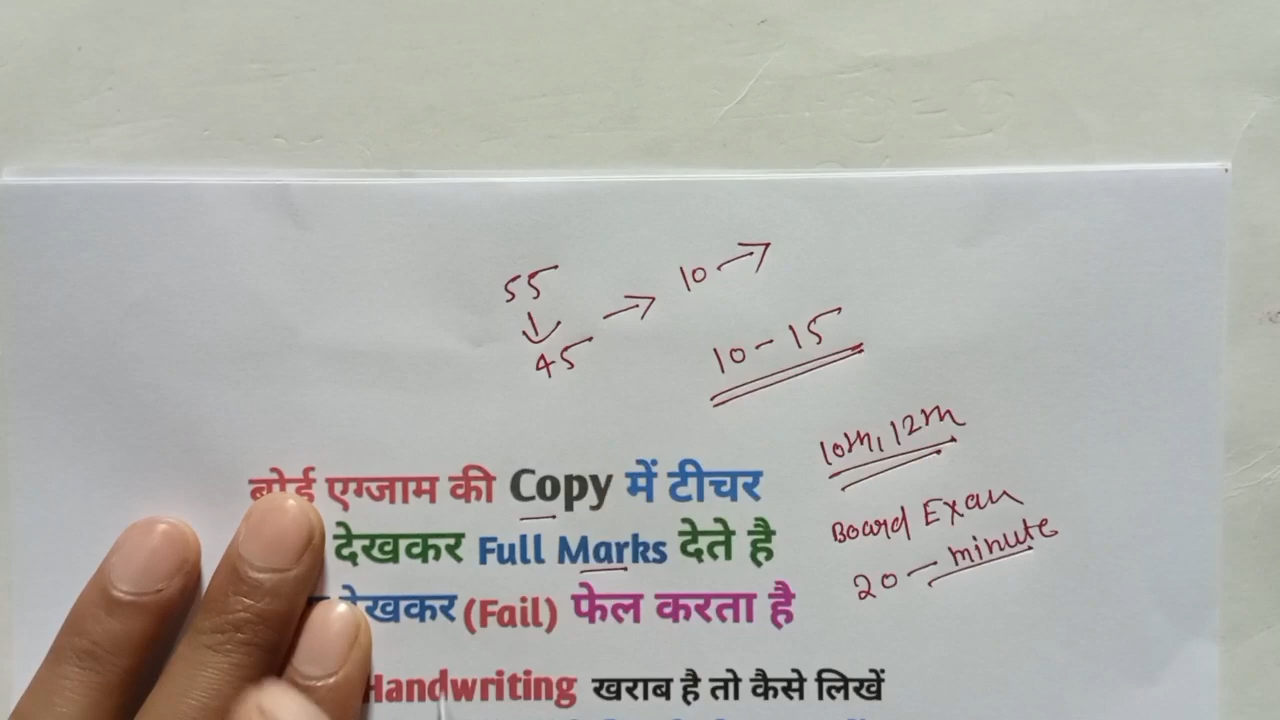 55
↓
45 → 10 →
10-15
10th, 12th
Board Exam
20 - minute
बोर्ड एग्जाम की Copy में टीचर
देखकर Full Marks देते है
देखकर (Fail) फेल करता है
Handwriting खराब है तो कैसे लिखें